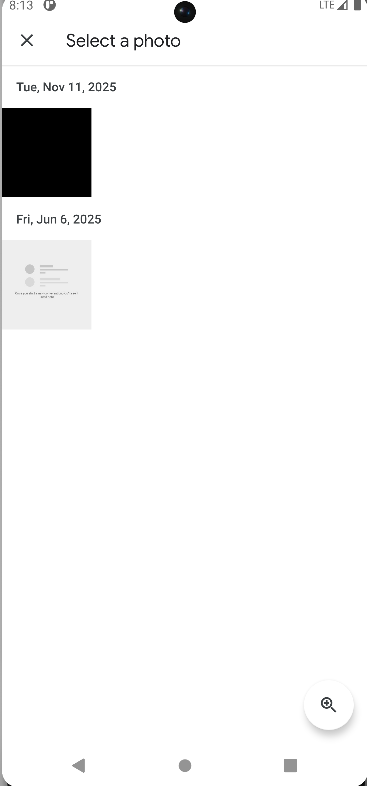 8:13
LTE
Select a photo
Tue, Nov 11, 2025
Fri, Jun 6, 2025